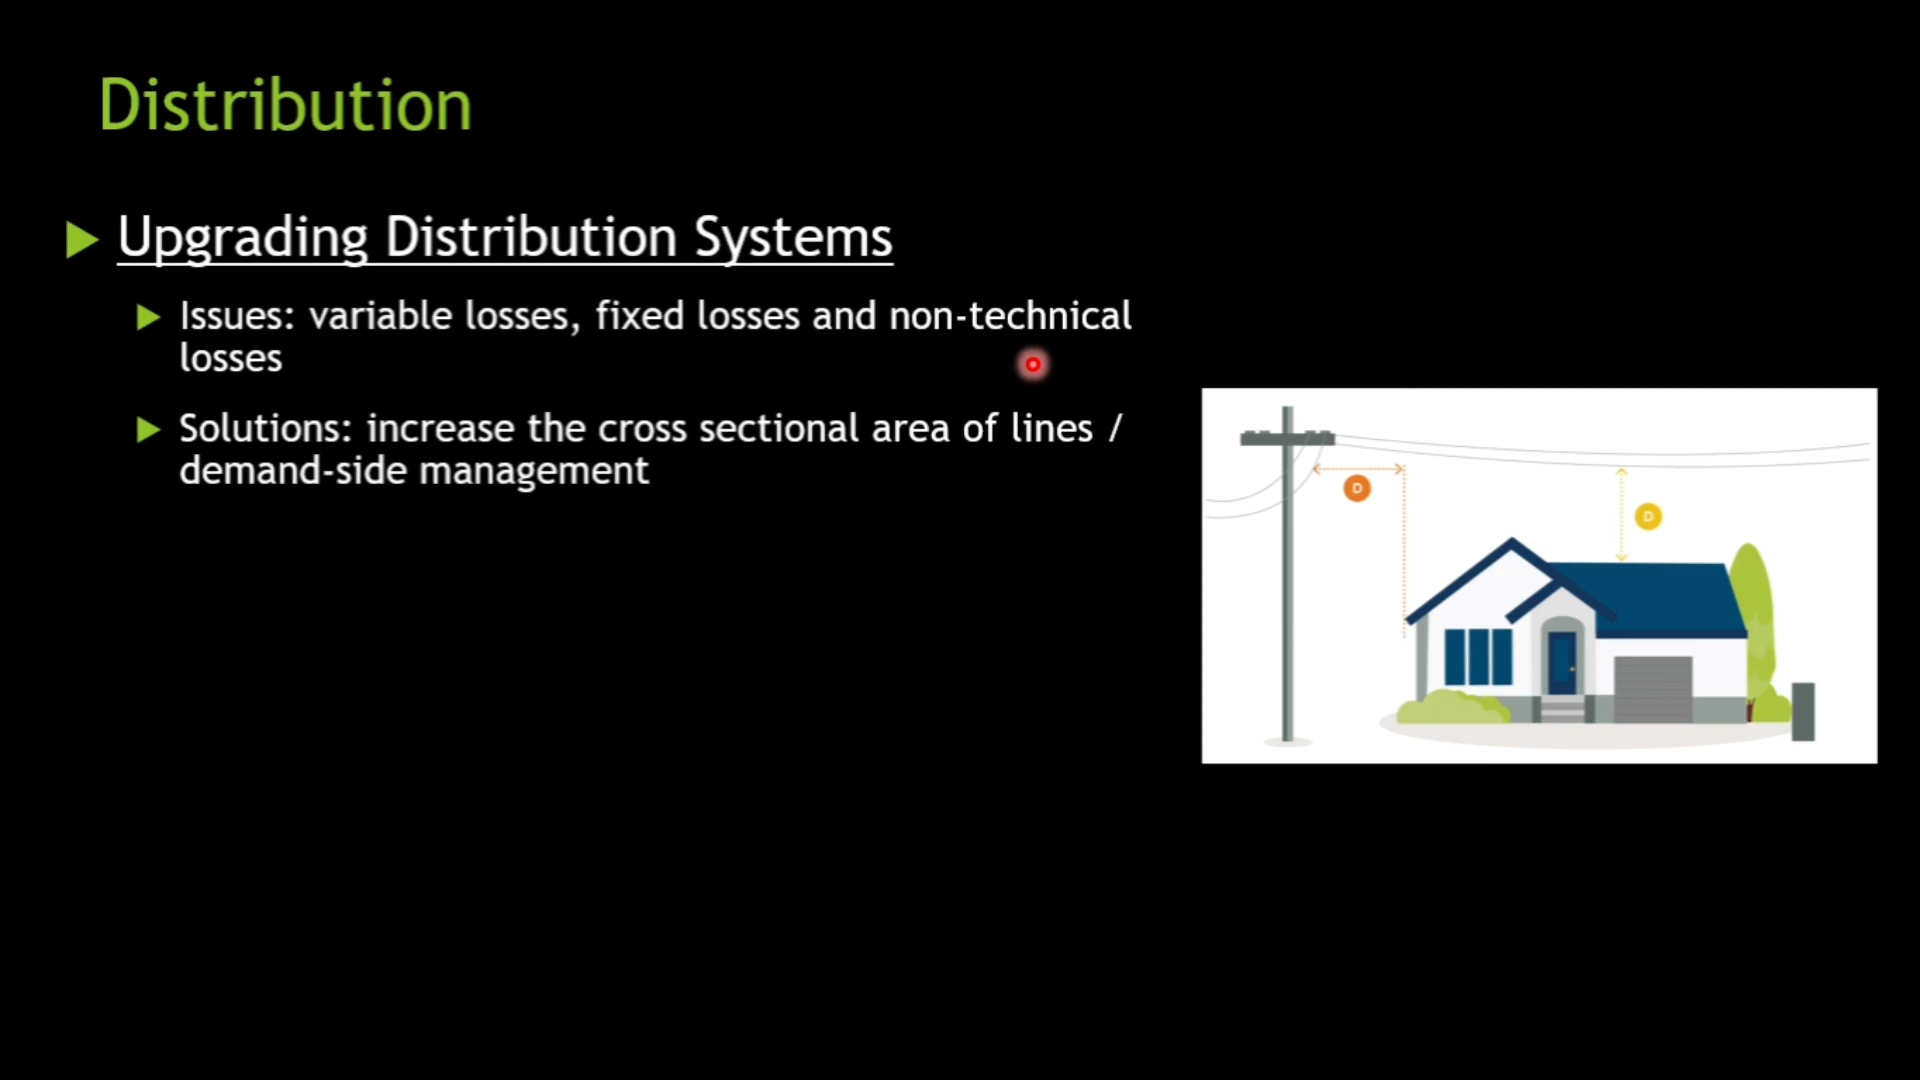 Distribution
Upgrading Distribution Systems
Issues: variable losses, fixed losses and non-technical
losses
Solutions: increase the cross sectional area of lines /
demand-side management
D
D